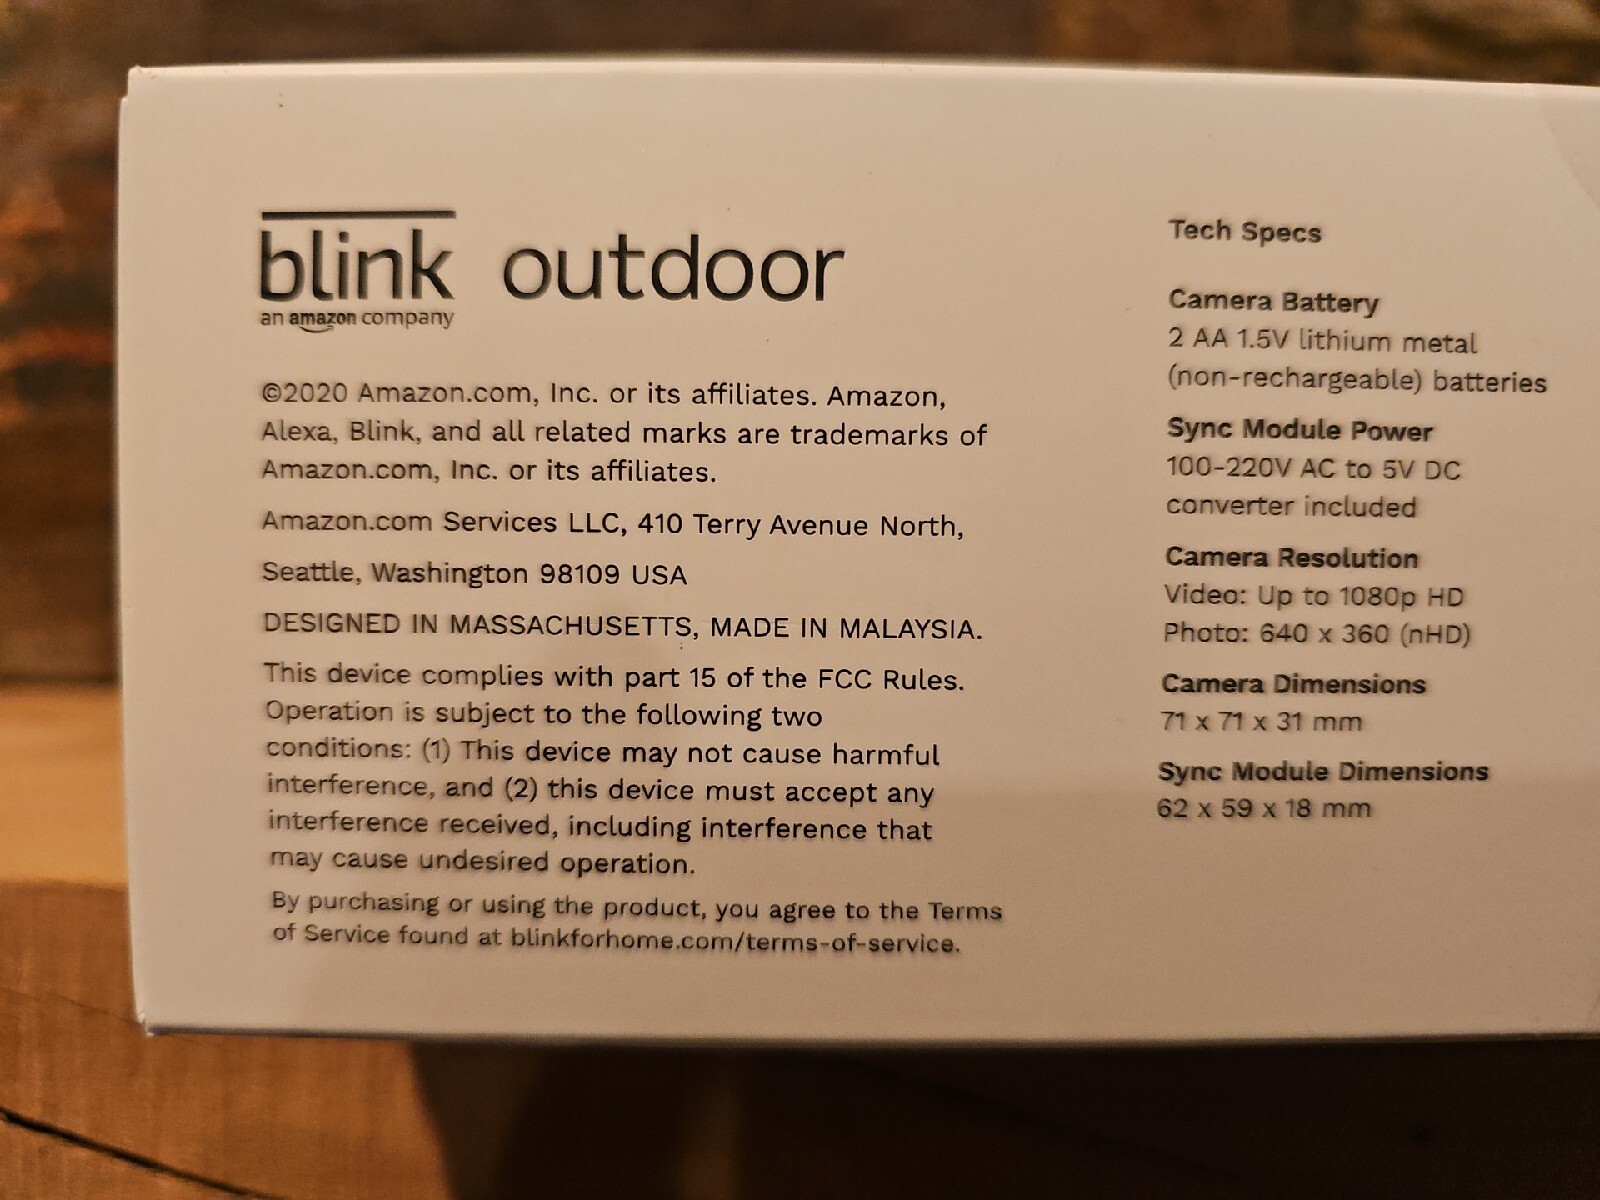 blink outdoor
an amazon company
©2020 Amazon.com, Inc. or its affiliates. Amazon,
Alexa, Blink, and all related marks are trademarks of
Amazon.com, Inc. or its affiliates.
Amazon.com Services LLC, 410 Terry Avenue North,
Seattle, Washington 98109 USA
DESIGNED IN MASSACHUSETTS, MADE IN MALAYSIA.
This device complies with part 15 of the FCC Rules.
Operation is subject to the following two
conditions: (1) This device may not cause harmful
interference, and (2) this device must accept any
interference received, including interference that
may cause undesired operation.
By purchasing or using the product, you agree to the Terms
of Service found at blinkforhome.com/terms-of-service.
Tech Specs
Camera Battery
2 AA 1.5V lithium metal
(non-rechargeable) batteries
Sync Module Power
100-220V AC to 5V DC
converter included
Camera Resolution
Video: Up to 1080p HD
Photo: 640 x 360 (nHD)
Camera Dimensions
71 x 71 x 31 mm
Sync Module Dimensions
62 x 59 x 18 mm